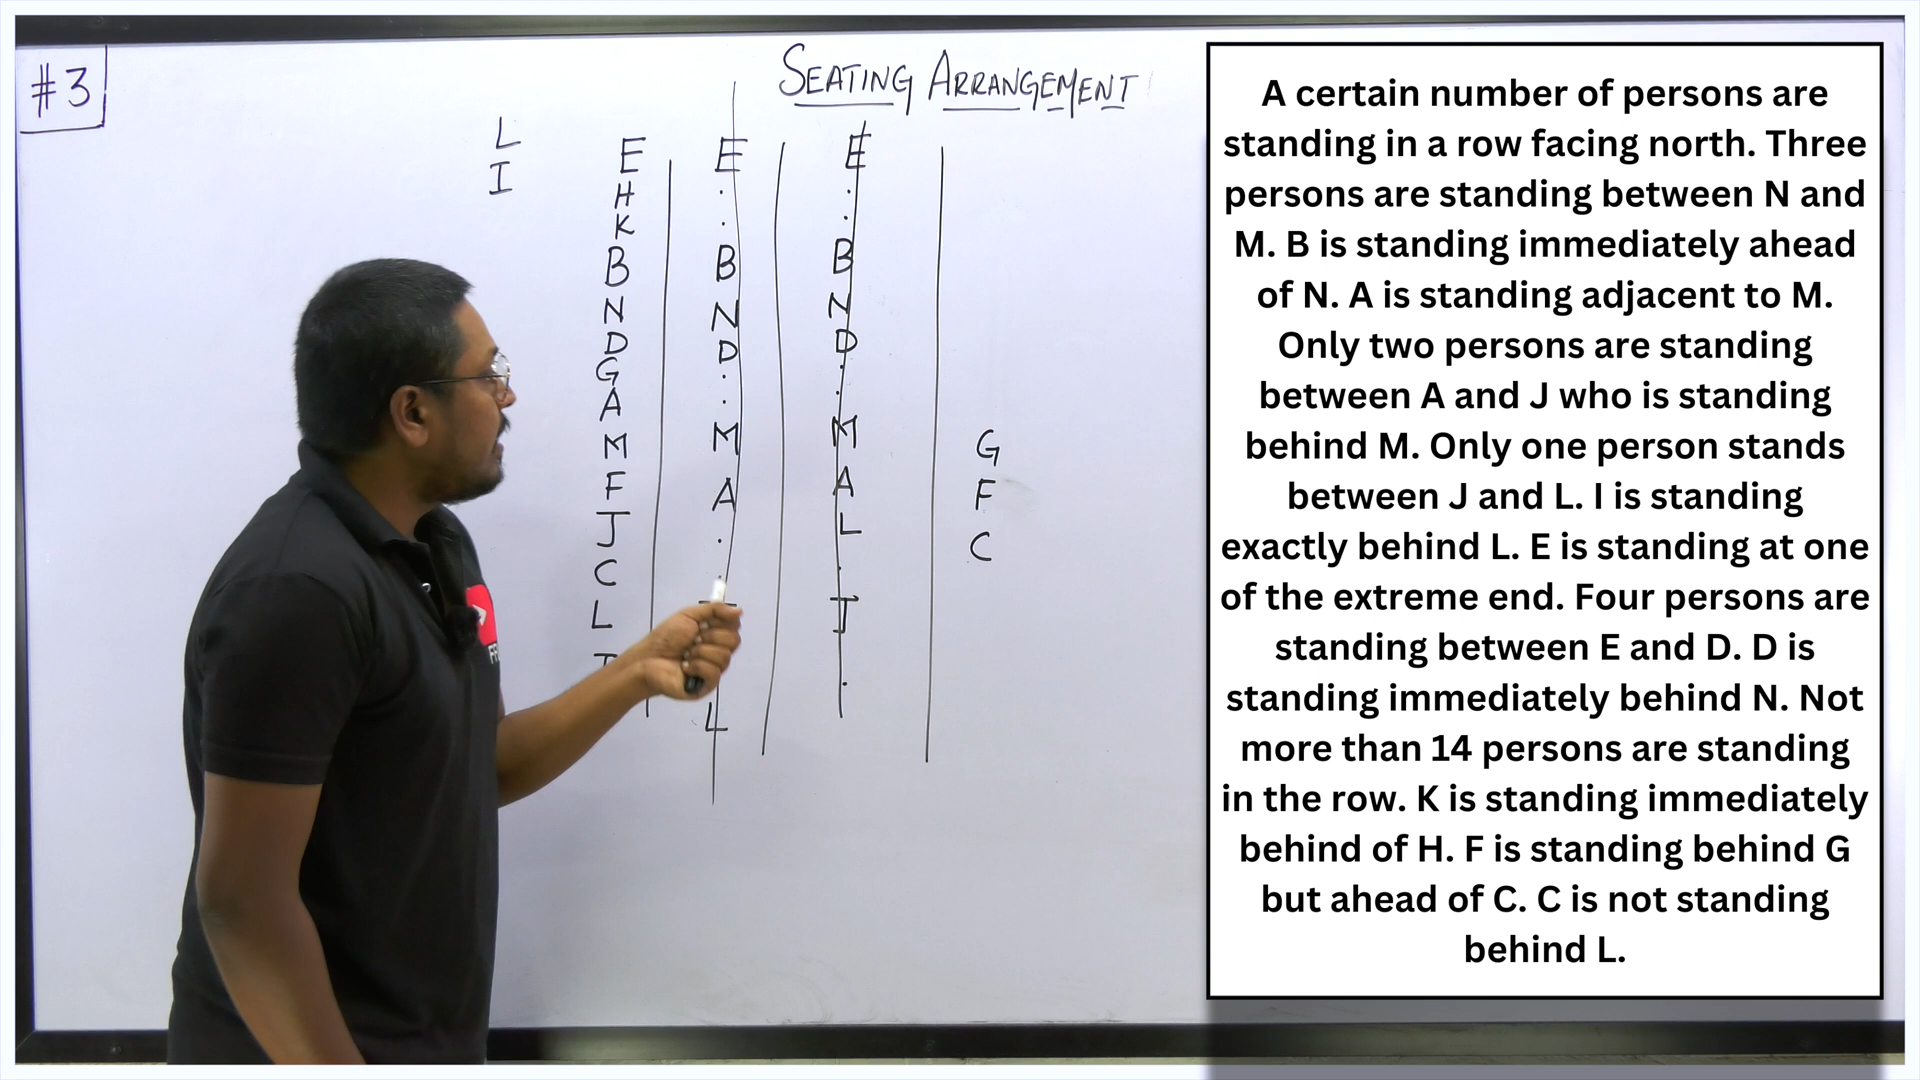 #3
SEATING ARRANGEMENT
L
I
E
H
K
B
N
D
G
A
M
F
J
C
L
E
.
.
B
N
D
.
.
M
A
.
.
L
E
.
.
B
N
D
.
.
M
A
L
.
J
.
G
F
C
A certain number of persons are
standing in a row facing north. Three
persons are standing between N and
M. B is standing immediately ahead
of N. A is standing adjacent to M.
Only two persons are standing
between A and J who is standing
behind M. Only one person stands
between J and L. I is standing
exactly behind L. E is standing at one
of the extreme end. Four persons are
standing between E and D. D is
standing immediately behind N. Not
more than 14 persons are standing
in the row. K is standing immediately
behind of H. F is standing behind G
but ahead of C. C is not standing
behind L.